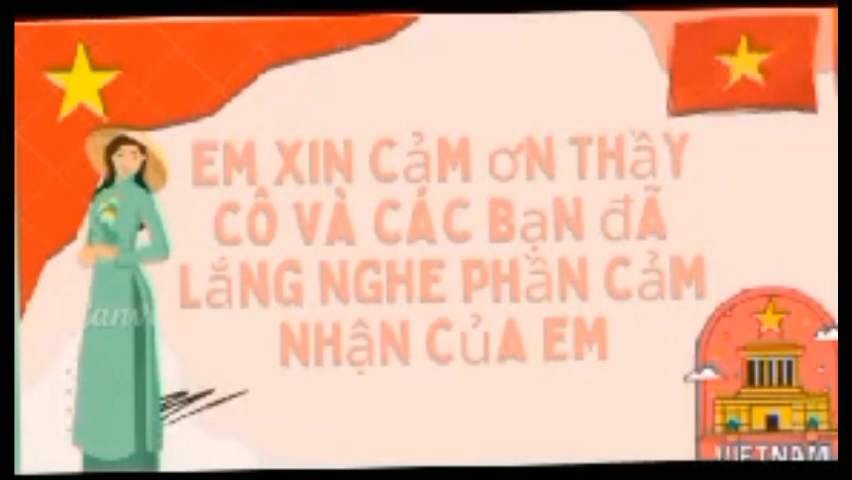 EM XIN CẢM ƠN THẦY
CÔ VÀ CÁC BẠN ĐÃ
LẮNG NGHE PHẦN CẢM
NHẬN CỦA EM
VIETNAM